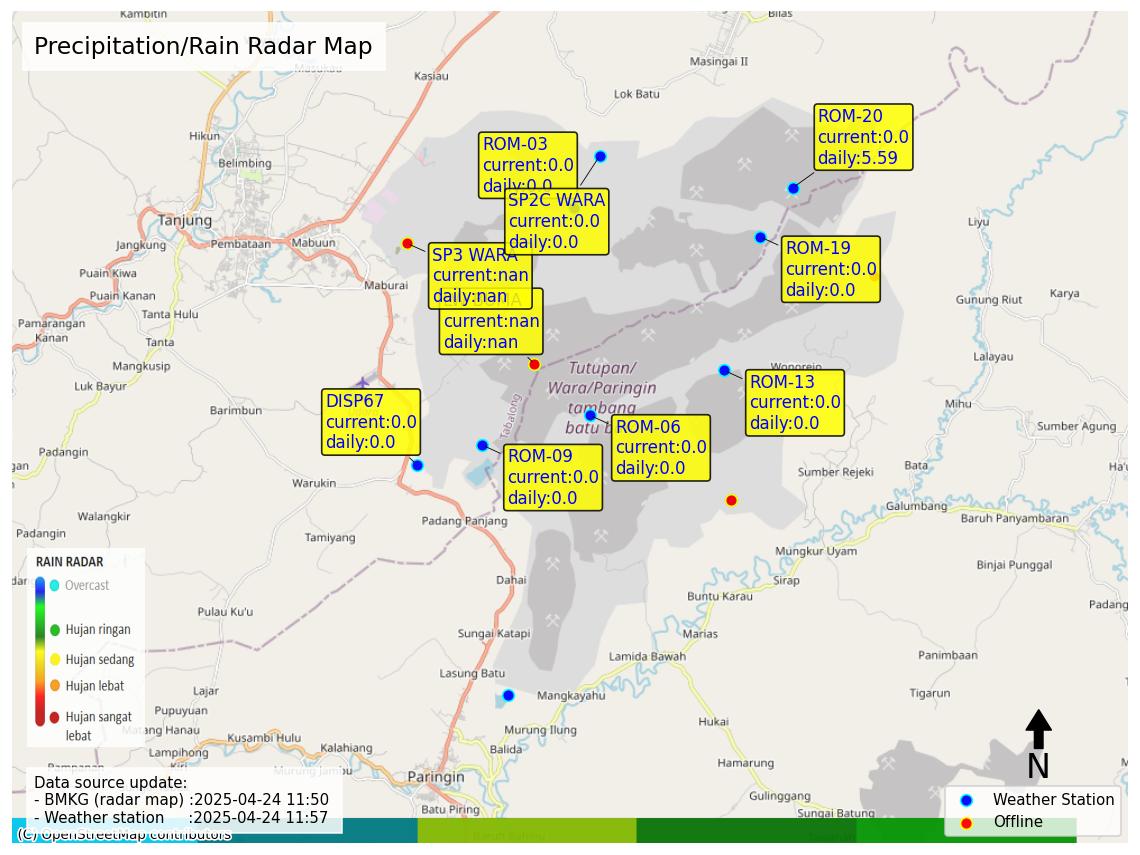 Kambitin
Bilas
Precipitation/Rain Radar Map
Masukau
Kasiau
Masingai II
Lok Batu
Hikun
Belimbing
ROM-03
current:0.0
daily:0.0
ROM-20
current:0.0
daily:5.59
SP2C WARA
current:0.0
daily:0.0
Tanjung
Jangkung
Pembataan
Mabuun
Liyu
SP3 WARA
current:nan
daily:nan
ROM-19
current:0.0
daily:0.0
Puain Kiwa
Puain Kanan
Maburai
Tanta Hulu
Gunung Riut
Karya
current:nan
daily:nan
Pamarangan
Kanan
Tanta
Mangkusip
Luk Buyur
Lalayau
Wonorejo
Tutupan/
Wara/Paringin
tambang
batu b
Tabalong
ROM-13
current:0.0
daily:0.0
Mihu
DISP67
current:0.0
daily:0.0
Barimbun
ROM-06
current:0.0
daily:0.0
Sumber Agung
Padangin
ROM-09
current:0.0
daily:0.0
Bata
Sumber Rejeki
Warukin
Galumbang
Walangkir
Padang Panjang
Baruh Panyambaran
Padangin
Tamiyang
Mungkur Uyam
Binjai Punggal
RAIN RADAR
Overcast
Hujan ringan
Hujan sedang
Hujan lebat
Hujan sangat
lebat
Dahai
Sirap
Buntu Karau
Padang
Pulau Ku'u
Sungai Katapi
Marias
Lamida Bawah
Panimbaan
Lasung Batu
Lajar
Mangkayahu
Tigarun
Pupuyuan
Matang Hanau
Murung Ilung
Hukai
Kusambi Hulu
Kalahiang
Lampihong
Balida
Hamarung
N
Murung Jambu
Paringin
Data source update:
- BMKG (radar map) :2025-04-24 11:50
- Weather station :2025-04-24 11:57
Gulinggang
Batu Piring
Sungai Batung
Weather Station
Offline
(C) OpenStreetMap contributors